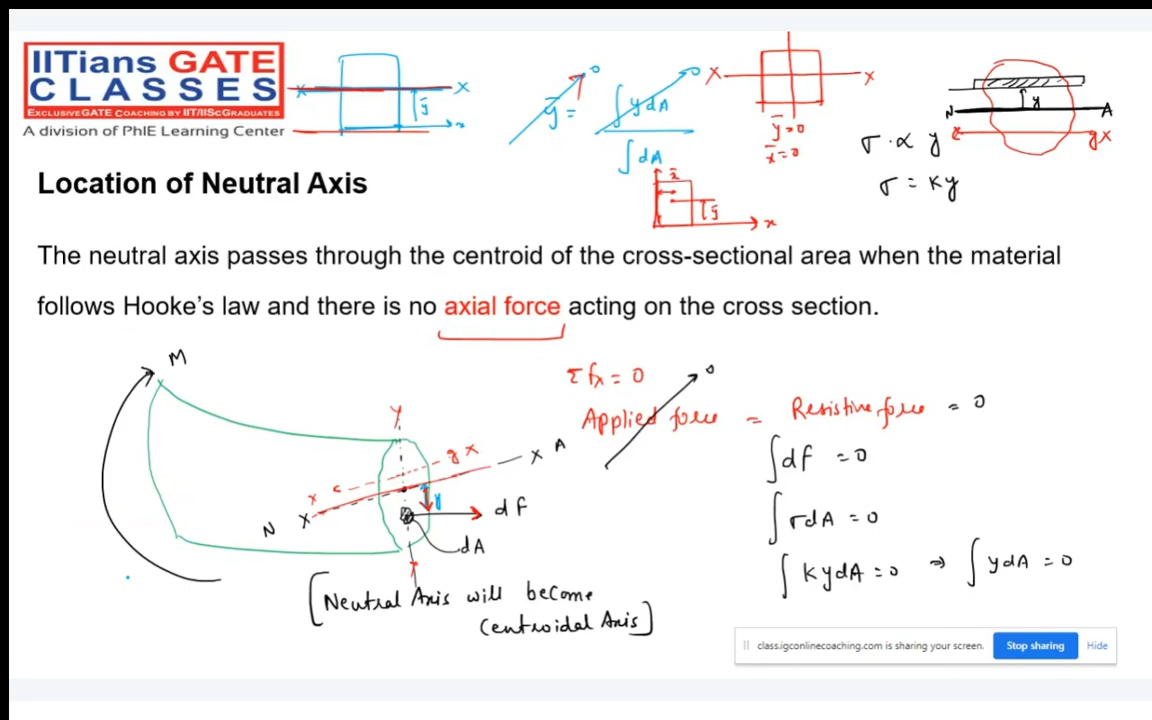 IITians GATE
CLASSES
EXCLUSIVE GATE COACHING BY IIT/IISc GRADUATES
A division of PhIE Learning Center
x x
ȳ
x
ȳ = ∫ydA 0
∫dA
X x
ȳ=0
x̄=0
x̄
ȳ
x
N A
y
σ ∝ y
σ = Ky
Location of Neutral Axis
The neutral axis passes through the centroid of the cross-sectional area when the material
follows Hooke's law and there is no axial force acting on the cross section.
M
Σfx = 0
Applied force = Resistive force = 0
0
∫df = 0
∫σdA = 0
∫KydA = 0 ⇒ ∫ydA = 0
Y
x
X A
N X
y
dF
dA
[Neutral Axis will become
Centroidal Axis]
class.igconlinecoaching.com is sharing your screen. Stop sharing Hide